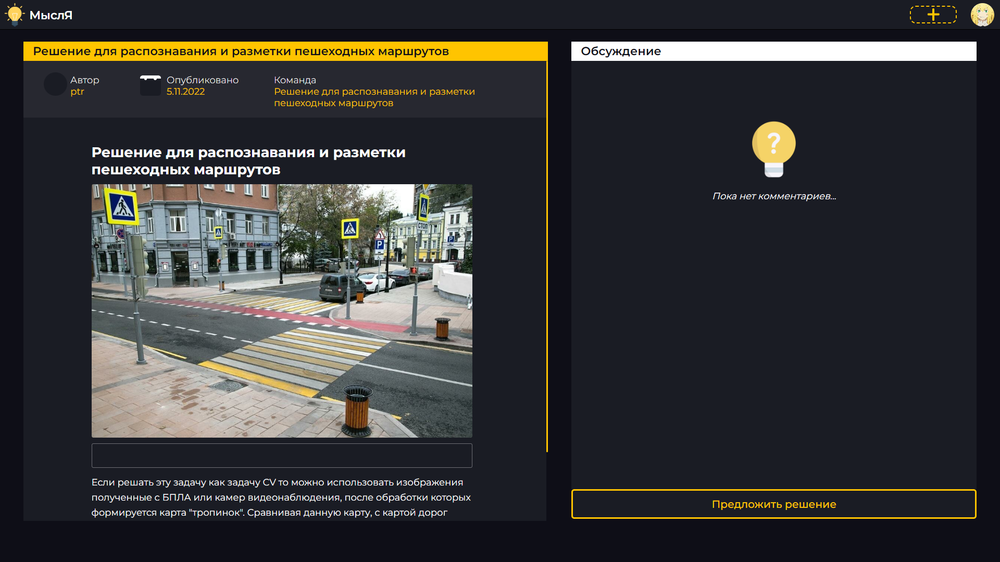 МыслЯ
Решение для распознавания и разметки пешеходных маршрутов
Автор
ptr
Опубликовано
5.11.2022
Команда
Решение для распознавания и разметки
пешеходных маршрутов
Решение для распознавания и разметки
пешеходных маршрутов
СТОП
P
P
Если решать эту задачу как задачу CV то можно использовать изображения
полученные с БПЛА или камер видеонаблюдения, после обработки которых
формируется карта "тропинок". Сравнивая данную карту, с картой дорог
Обсуждение
?
Пока нет комментариев...
Предложить решение